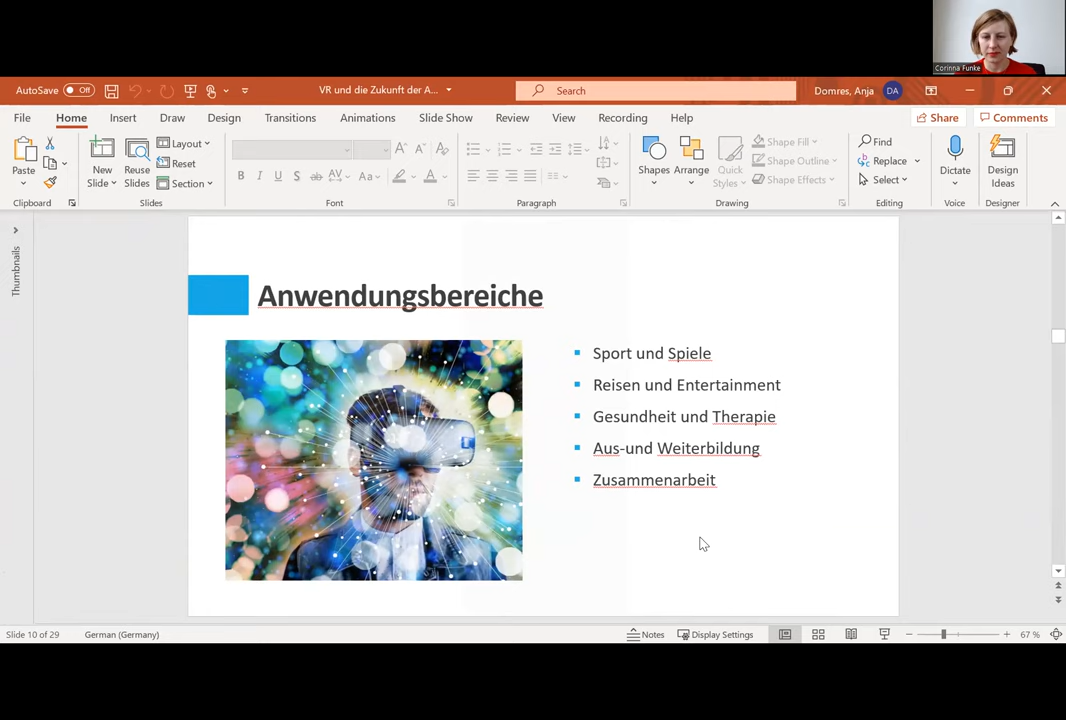 Corinna Funke
AutoSave Off
VR und die Zukunft der A...
Search
Domres, Anja DA
File Home Insert Draw Design Transitions Animations Slide Show Review View Recording Help
Share Comments
Paste
New Slide
Reuse Slides
Layout
Reset
Section
B I U S ab AV Aa A
A A A
Shapes Arrange Quick Styles
Shape Fill
Shape Outline
Shape Effects
Find
Replace
Select
Dictate
Design Ideas
Clipboard Slides Font Paragraph Drawing Editing Voice Designer
Thumbnails
Anwendungsbereiche
Sport und Spiele
Reisen und Entertainment
Gesundheit und Therapie
Aus-und Weiterbildung
Zusammenarbeit
Slide 10 of 29 German (Germany) Notes Display Settings 67 %